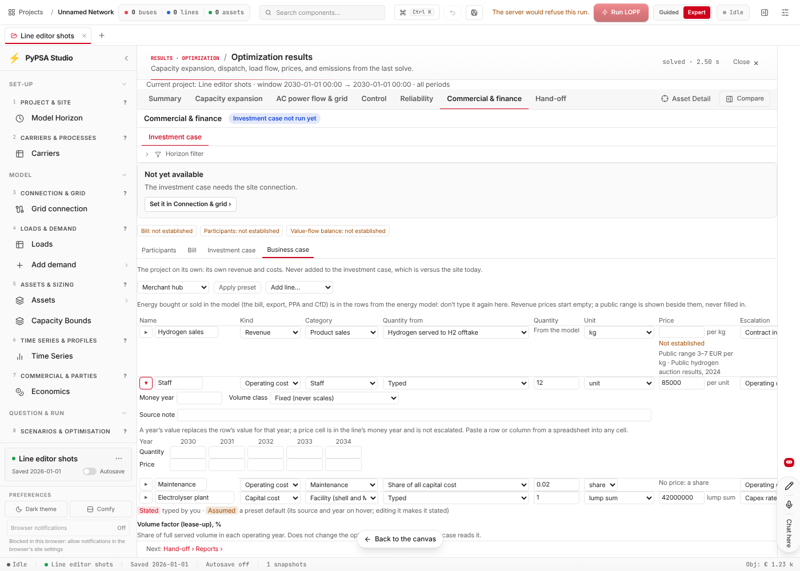 Projects / Unnamed Network
0 buses 0 lines 0 assets
Search components...
Ctrl K
The server would refuse this run.
Run LOPF
Guided Expert
Idle
Line editor shots
PyPSA Studio
SET-UP
1 PROJECT & SITE ?
Model Horizon
2 CARRIERS & PROCESSES ?
Carriers
MODEL
3 CONNECTION & GRID ?
Grid connection
4 LOADS & DEMAND ?
Loads
Add demand
5 ASSETS & SIZING ?
Assets
Capacity Bounds
6 TIME SERIES & PROFILES ?
Time Series
7 COMMERCIAL & PARTIES ?
Economics
QUESTION & RUN
8 SCENARIOS & OPTIMISATION ?
Line editor shots ...
Saved 2026-01-01 Autosave
PREFERENCES
Dark theme Comfy
Browser notifications Off
Blocked in this browser: allow notifications in the browser's site settings
RESULTS · OPTIMIZATION / Optimization results
Capacity expansion, dispatch, load flow, prices, and emissions from the last solve.
solved · 2.50 s Close ×
Current project: Line editor shots · window 2030-01-01 00:00 → 2030-01-01 00:00 · all periods
Summary Capacity expansion AC power flow & grid Control Reliability Commercial & finance Hand-off
Asset Detail Compare
Commercial & finance Investment case not run yet
Investment case
Horizon filter
Not yet available
The investment case needs the site connection.
Set it in Connection & grid ›
Bill: not established Participants: not established Value-flow balance: not established
Participants Bill Investment case Business case
The project on its own: its own revenue and costs. Never added to the investment case, which is versus the site today.
Merchant hub Apply preset Add line...
Energy bought or sold in the model (the bill, export, PPA and CfD) is in the rows from the energy model: don't type it again here. Revenue prices start empty; a public range is shown beside them, never filled in.
Name Kind Category Quantity from Quantity Unit Price Escalation
Hydrogen sales Revenue Product sales Hydrogen served to H2 offtake From the model kg per kg Contract in
Not established
Public range 3–7 EUR per kg · Public hydrogen auction results, 2024
Staff Operating cost Staff Typed 12 unit 85000 per unit Operating
Money year Volume class Fixed (never scales)
Source note
A year's value replaces the row's value for that year; a price cell is in the line's money year and is not escalated. Paste a row or column from a spreadsheet into any cell.
Year 2030 2031 2032 2033 2034
Quantity
Price
Maintenance Operating cost Maintenance Share of all capital cost 0.02 share No price: a share Operating
Electrolyser plant Capital cost Facility (shell and M Typed 1 lump sum 42000000 lump sum Capex rate
Stated typed by you · Assumed a preset default (its source and year on hover; editing it makes it stated)
Volume factor (lease-up), %
Share of full served volume in each operating year. Does not change the op
case reads it.
Back to the canvas
Next: Hand-off › Reports ›
Chat here
Idle Line editor shots Saved 2026-01-01 Autosave off 1 snapshots
Obj: € 1.23 k